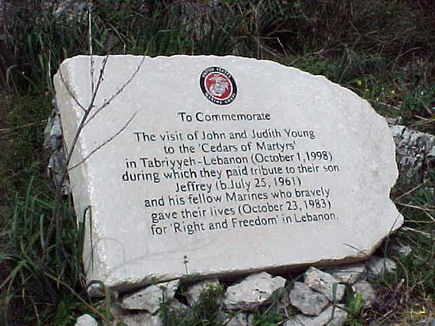 To Commemorate
The visit of John and Judith Young
to the 'Cedars of Martyrs'
in Tabriyyeh-Lebanon (October 1, 1998)
during which they paid tribute to their son
Jeffrey (b. July 25, 1961)
and his fellow Marines who bravely
gave their lives (October 23, 1983)
for 'Right and Freedom' in Lebanon.